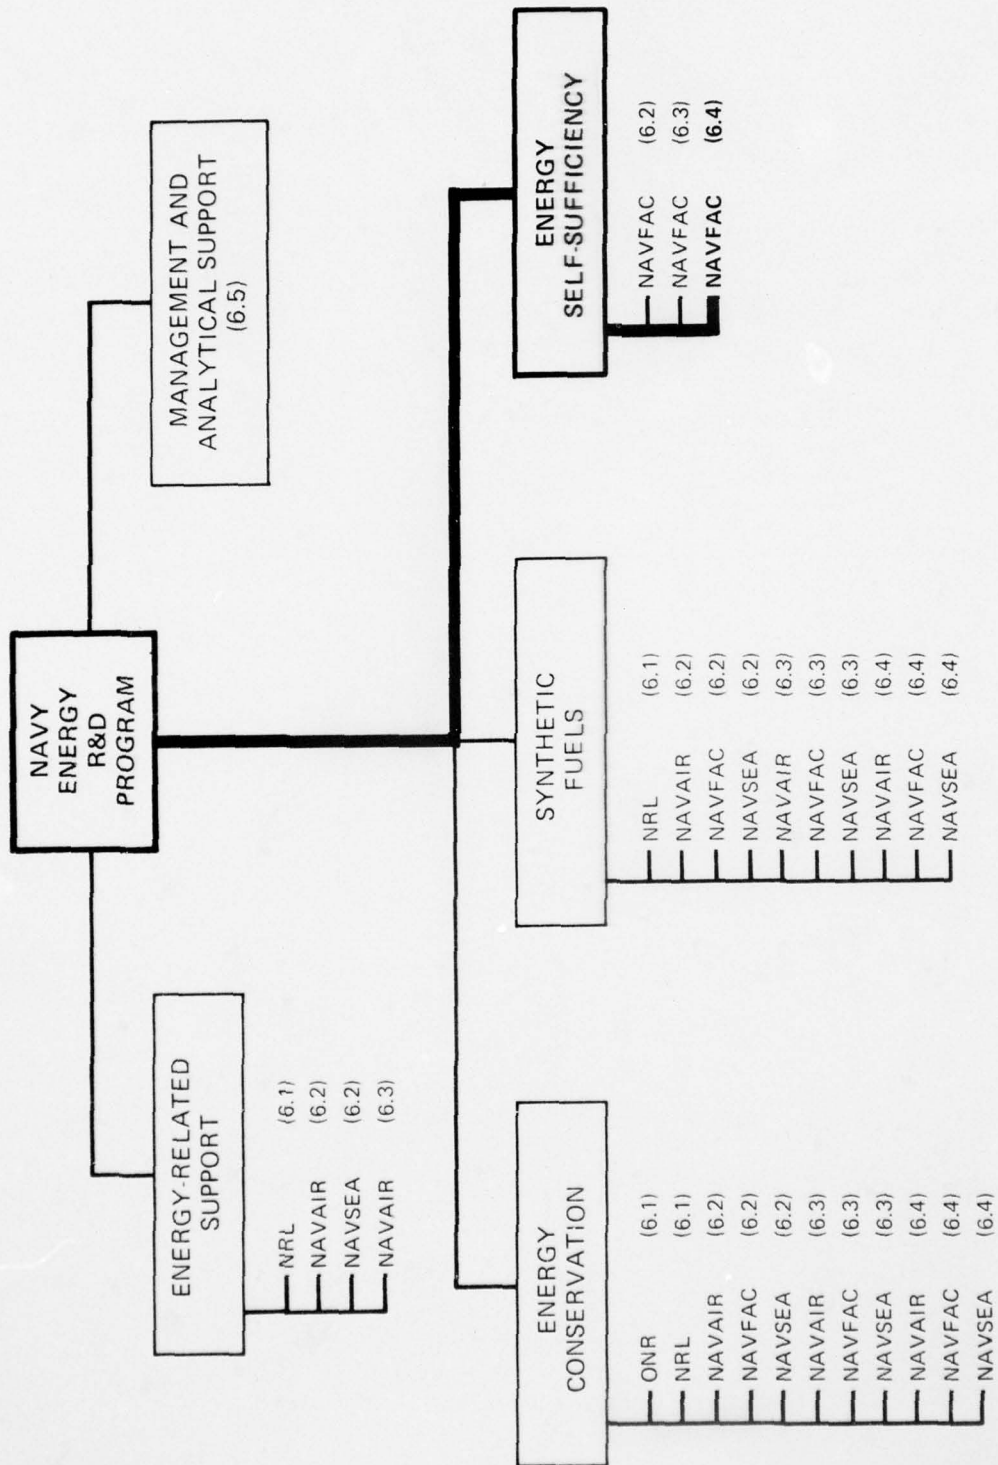 NAVY
ENERGY
R&D
PROGRAM
ENERGY-RELATED
SUPPORT
NRL (6.1)
NAVAIR (6.2)
NAVSEA (6.2)
NAVAIR (6.3)
MANAGEMENT AND
ANALYTICAL SUPPORT
(6.5)
ENERGY
CONSERVATION
ONR (6.1)
NRL (6.1)
NAVAIR (6.2)
NAVFAC (6.2)
NAVSEA (6.2)
NAVAIR (6.3)
NAVFAC (6.3)
NAVSEA (6.3)
NAVAIR (6.4)
NAVFAC (6.4)
NAVSEA (6.4)
SYNTHETIC
FUELS
NRL (6.1)
NAVAIR (6.2)
NAVFAC (6.2)
NAVSEA (6.2)
NAVAIR (6.3)
NAVFAC (6.3)
NAVSEA (6.3)
NAVAIR (6.4)
NAVFAC (6.4)
NAVSEA (6.4)
ENERGY
SELF-SUFFICIENCY
NAVFAC (6.2)
NAVFAC (6.3)
NAVFAC (6.4)